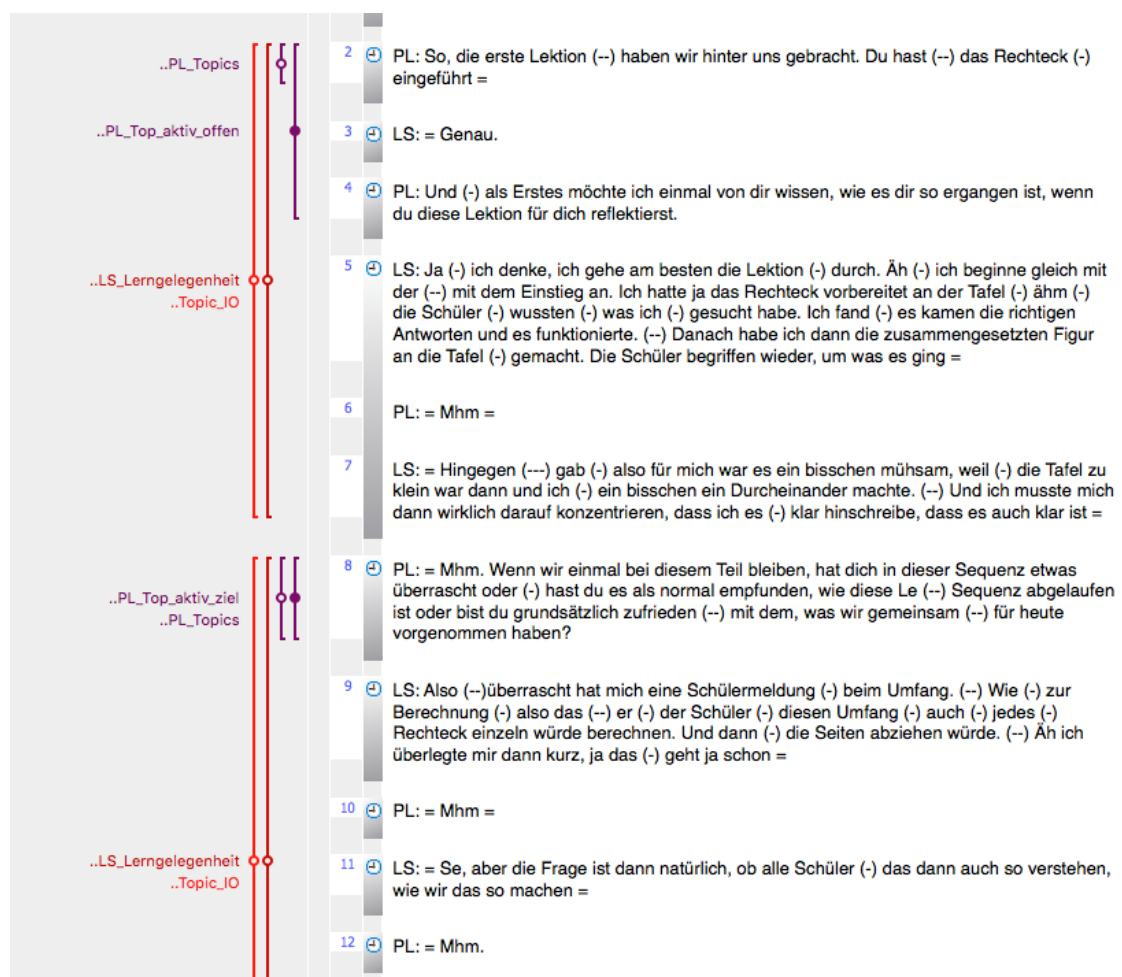 ..PL_Topics
2 PL: So, die erste Lektion (--) haben wir hinter uns gebracht. Du hast (--) das Rechteck (-)
eingeführt =
..PL_Top_aktiv_offen
3 LS: = Genau.
4 PL: Und (-) als Erstes möchte ich einmal von dir wissen, wie es dir so ergangen ist, wenn
du diese Lektion für dich reflektierst.
..LS_Lerngelegenheit
..Topic_IO
5 LS: Ja (-) ich denke, ich gehe am besten die Lektion (-) durch. Äh (-) ich beginne gleich mit
der (--) mit dem Einstieg an. Ich hatte ja das Rechteck vorbereitet an der Tafel (-) ähm (-)
die Schüler (-) wussten (-) was ich (-) gesucht habe. Ich fand (-) es kamen die richtigen
Antworten und es funktionierte. (--) Danach habe ich dann die zusammengesetzten Figur
an die Tafel (-) gemacht. Die Schüler begriffen wieder, um was es ging =
6 PL: = Mhm =
7 LS: = Hingegen (---) gab (-) also für mich war es ein bisschen mühsam, weil (-) die Tafel zu
klein war dann und ich (-) ein bisschen ein Durcheinander machte. (--) Und ich musste mich
dann wirklich darauf konzentrieren, dass ich es (-) klar hinschreibe, dass es auch klar ist =
..PL_Top_aktiv_ziel
..PL_Topics
8 PL: = Mhm. Wenn wir einmal bei diesem Teil bleiben, hat dich in dieser Sequenz etwas
überrascht oder (-) hast du es als normal empfunden, wie diese Le (--) Sequenz abgelaufen
ist oder bist du grundsätzlich zufrieden (--) mit dem, was wir gemeinsam (--) für heute
vorgenommen haben?
9 LS: Also (--)überrascht hat mich eine Schülermeldung (-) beim Umfang. (--) Wie (-) zur
Berechnung (-) also das (--) er (-) der Schüler (-) diesen Umfang (-) auch (-) jedes (-)
Rechteck einzeln würde berechnen. Und dann (-) die Seiten abziehen würde. (--) Äh ich
überlegte mir dann kurz, ja das (-) geht ja schon =
10 PL: = Mhm =
..LS_Lerngelegenheit
..Topic_IO
11 LS: = Se, aber die Frage ist dann natürlich, ob alle Schüler (-) das dann auch so verstehen,
wie wir das so machen =
12 PL: = Mhm.